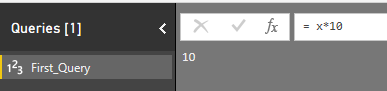 Queries [1]
fx
= x*10
123 First_Query
10